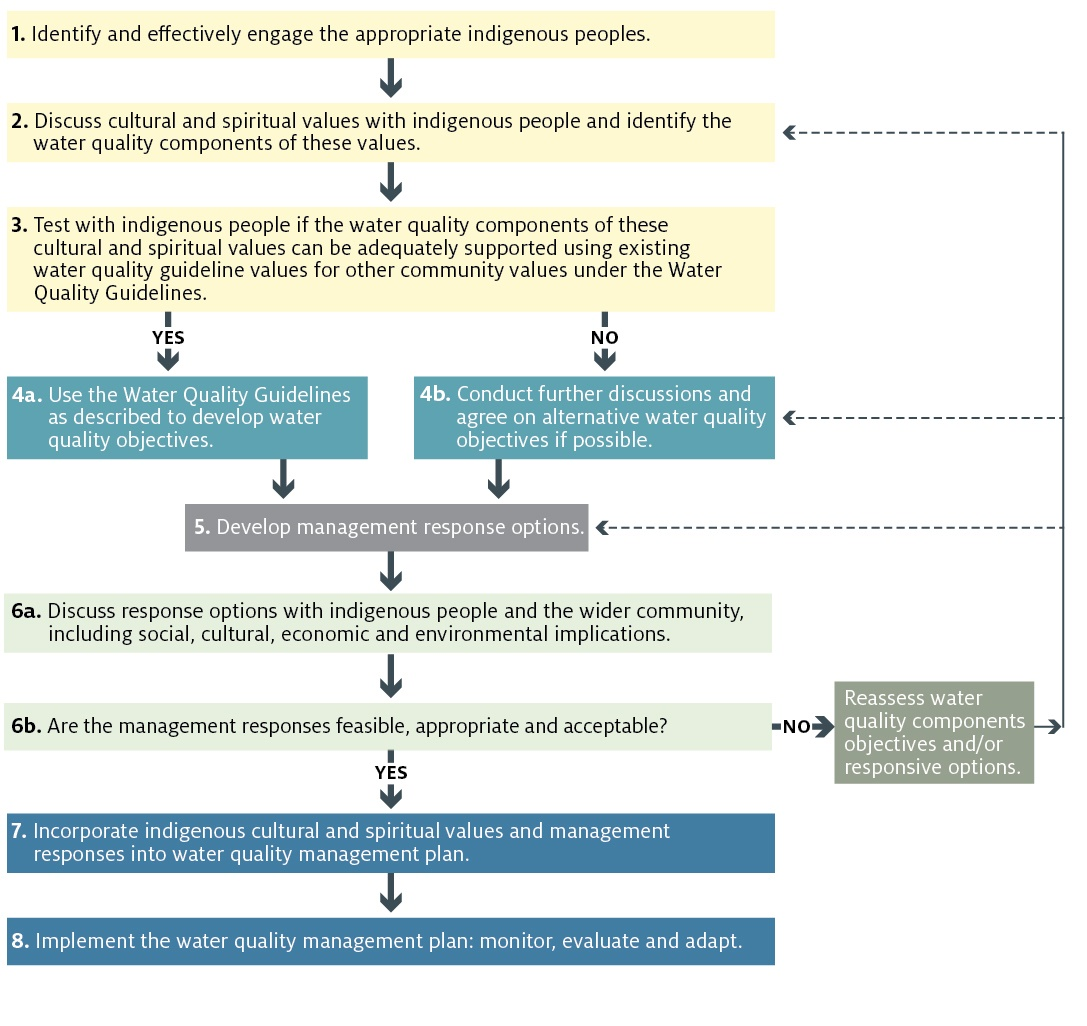 1. Identify and effectively engage the appropriate indigenous peoples.
2. Discuss cultural and spiritual values with indigenous people and identify the
water quality components of these values.
3. Test with indigenous people if the water quality components of these
cultural and spiritual values can be adequately supported using existing
water quality guideline values for other community values under the Water
Quality Guidelines.
YES
NO
4a. Use the Water Quality Guidelines
as described to develop water
quality objectives.
4b. Conduct further discussions and
agree on alternative water quality
objectives if possible.
5. Develop management response options.
6a. Discuss response options with indigenous people and the wider community,
including social, cultural, economic and environmental implications.
6b. Are the management responses feasible, appropriate and acceptable?
NO
Reassess water
quality components
objectives and/or
responsive options.
YES
7. Incorporate indigenous cultural and spiritual values and management
responses into water quality management plan.
8. Implement the water quality management plan: monitor, evaluate and adapt.